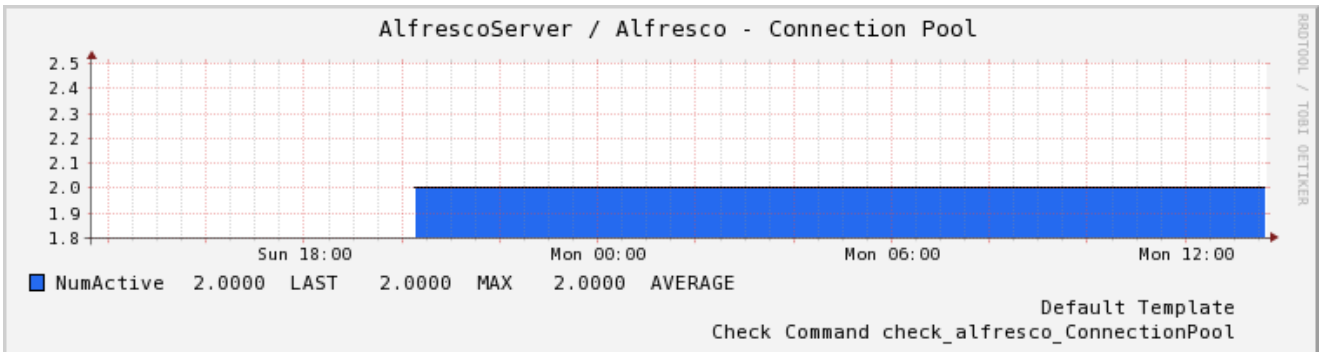 AlfrescoServer / Alfresco - Connection Pool
RRDTOOL / TOBI OETIKER
2.5
2.4
2.3
2.2
2.1
2.0
1.9
1.8
Sun 18:00 Mon 00:00 Mon 06:00 Mon 12:00
NumActive 2.0000 LAST 2.0000 MAX 2.0000 AVERAGE
Default Template
Check Command check_alfresco_ConnectionPool